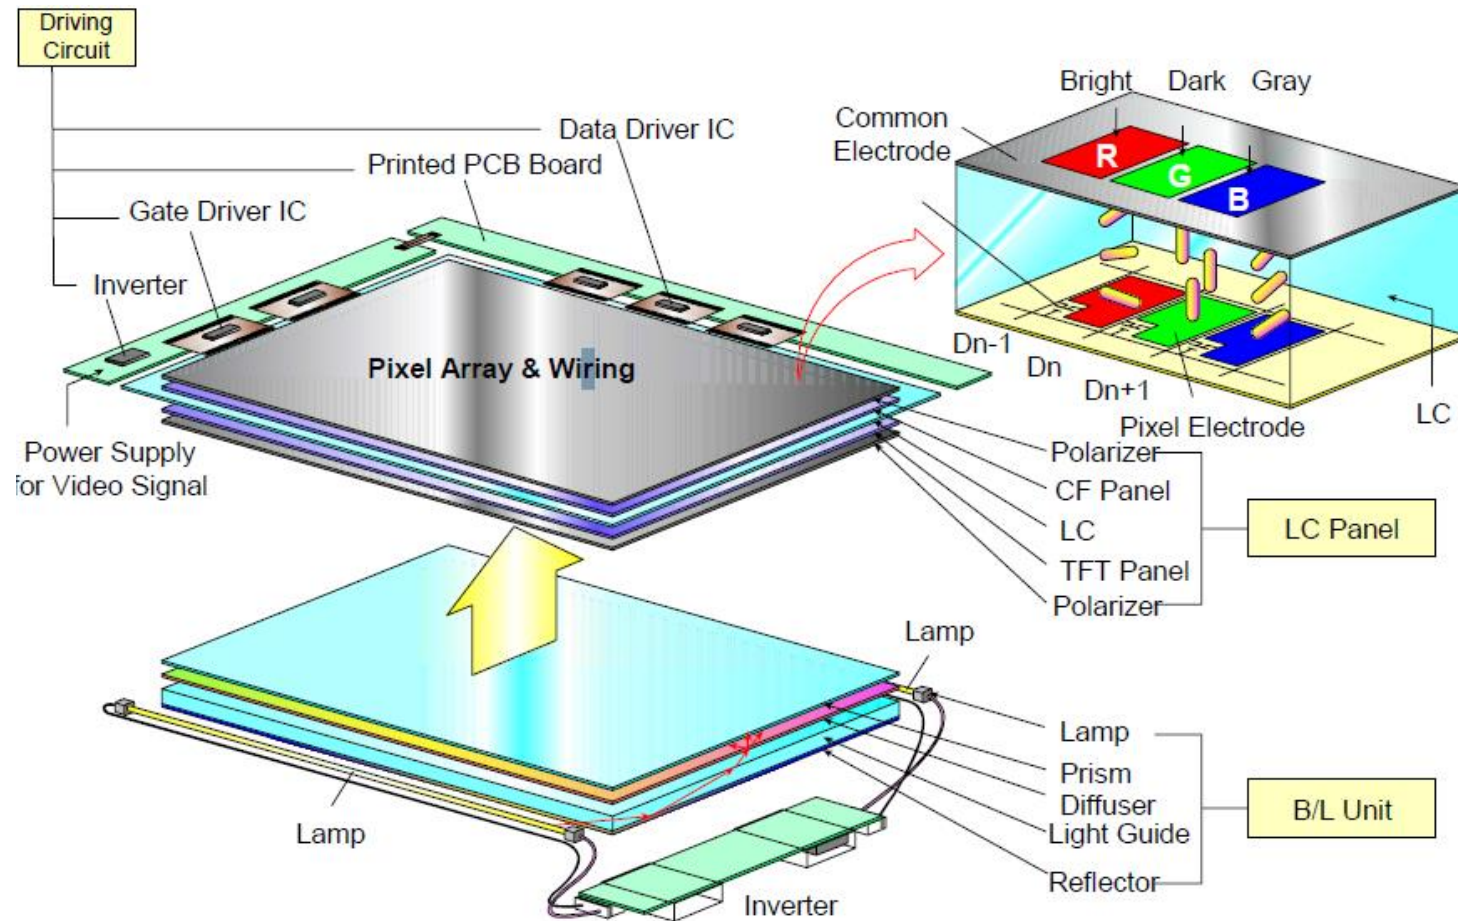 Driving
Circuit
Bright Dark Gray
Common
Electrode
Data Driver IC
Printed PCB Board
R
G
B
Gate Driver IC
Inverter
Pixel Array & Wiring
Dn-1
Dn
Dn+1
LC
Pixel Electrode
Power Supply
for Video Signal
Polarizer
CF Panel
LC
TFT Panel
Polarizer
LC Panel
Lamp
Lamp
Prism
Diffuser
Light Guide
Reflector
B/L Unit
Lamp
Inverter